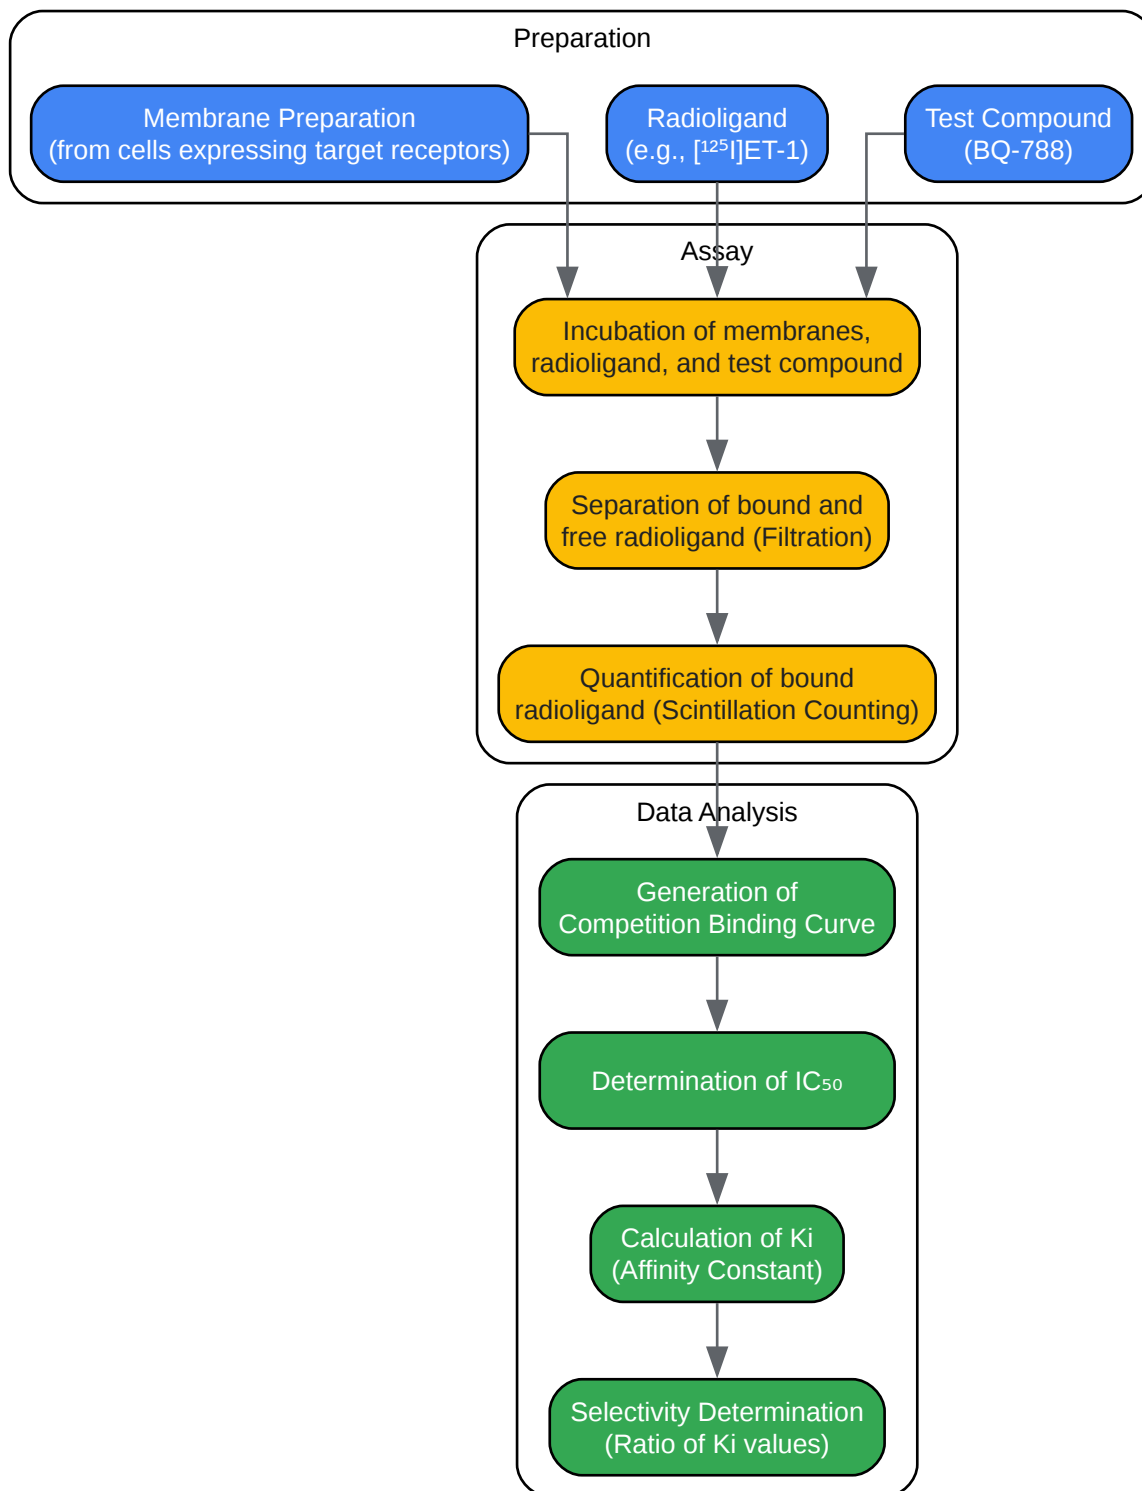 Preparation
Membrane Preparation
(from cells expressing target receptors)
Radioligand
(e.g., [¹²⁵I]ET-1)
Test Compound
(BQ-788)
Assay
Incubation of membranes,
radioligand, and test compound
Separation of bound and
free radioligand (Filtration)
Quantification of bound
radioligand (Scintillation Counting)
Data Analysis
Generation of
Competition Binding Curve
Determination of IC₅₀
Calculation of Ki
(Affinity Constant)
Selectivity Determination
(Ratio of Ki values)